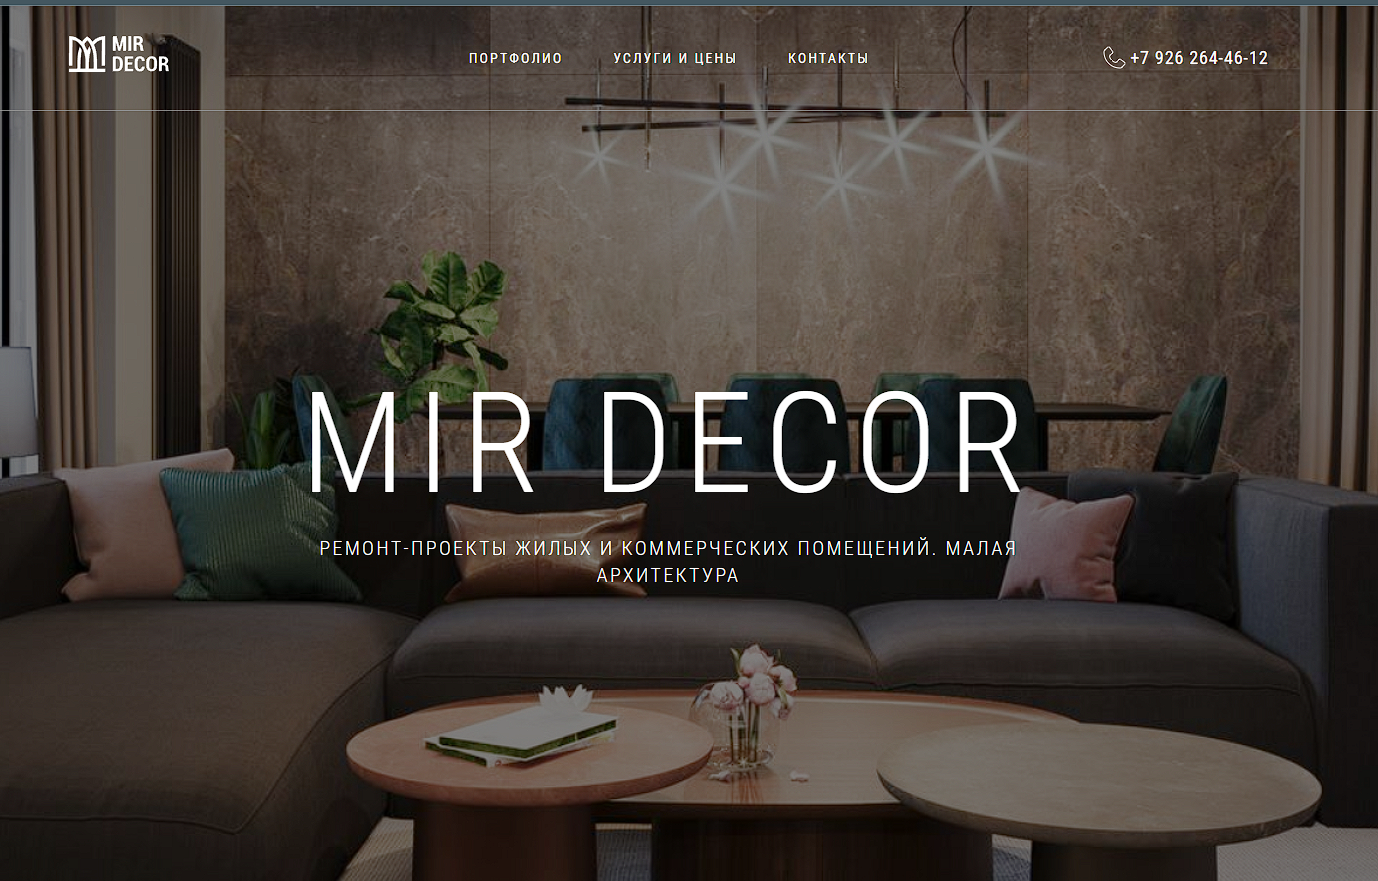 MIR
DECOR
ПОРТФОЛИО
УСЛУГИ И ЦЕНЫ
КОНТАКТЫ
+7 926 264-46-12
MIR DECOR
РЕМОНТ-ПРОЕКТЫ ЖИЛЫХ И КОММЕРЧЕСКИХ ПОМЕЩЕНИЙ. МАЛАЯ
АРХИТЕКТУРА